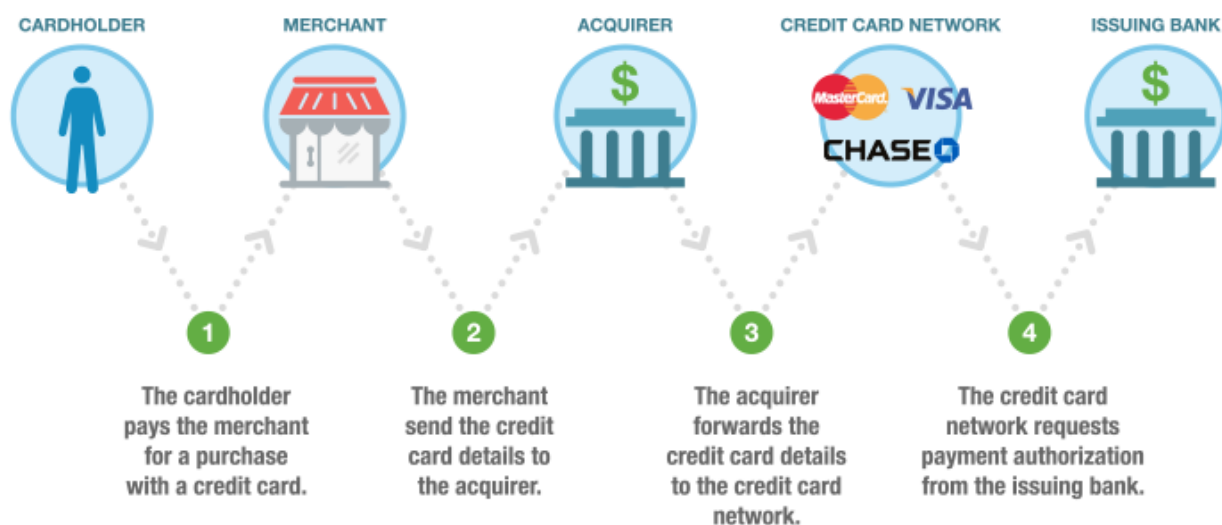 CARDHOLDER
MERCHANT
ACQUIRER
CREDIT CARD NETWORK
ISSUING BANK
$
MasterCard
VISA
CHASE
$
1
The cardholder
pays the merchant
for a purchase
with a credit card.
2
The merchant
send the credit
card details to
the acquirer.
3
The acquirer
forwards the
credit card details
to the credit card
network.
4
The credit card
network requests
payment authorization
from the issuing bank.